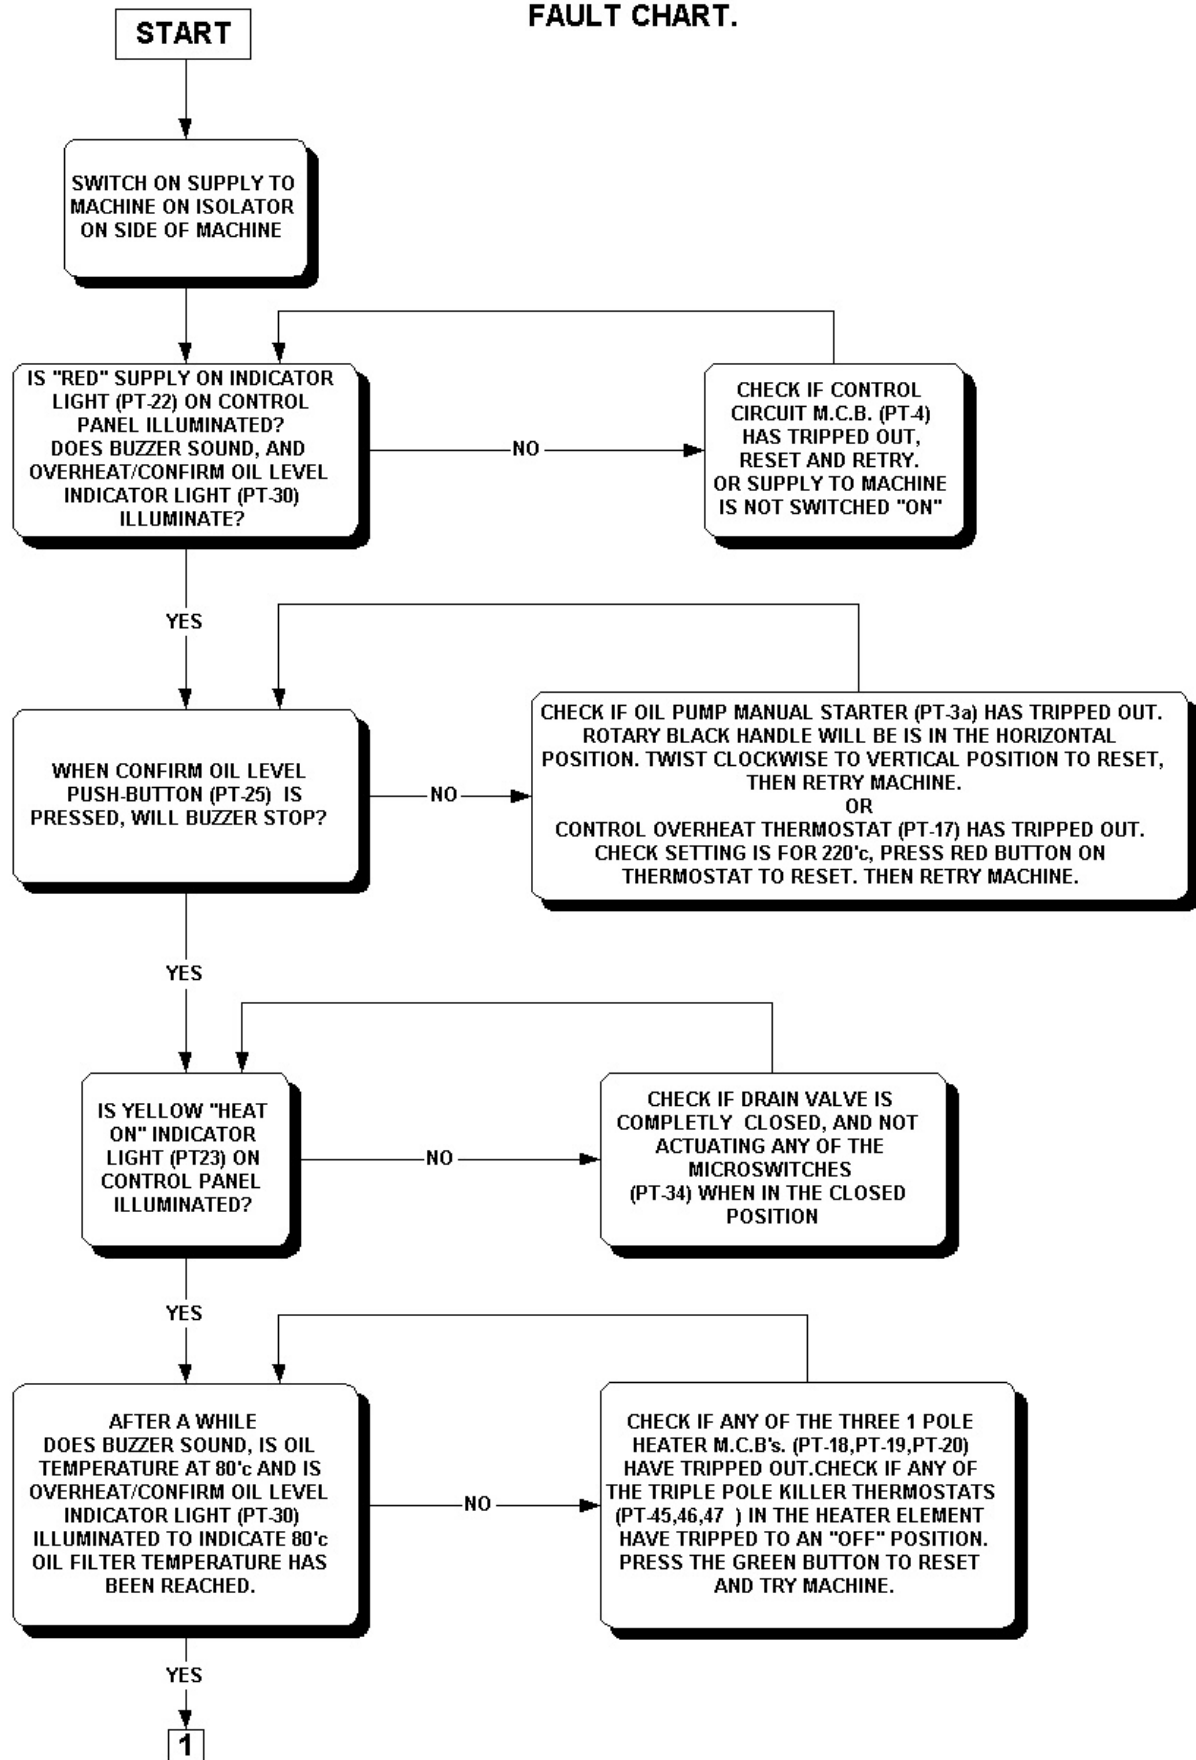 FAULT CHART.
START
SWITCH ON SUPPLY TO
MACHINE ON ISOLATOR
ON SIDE OF MACHINE
IS "RED" SUPPLY ON INDICATOR
LIGHT (PT-22) ON CONTROL
PANEL ILLUMINATED?
DOES BUZZER SOUND, AND
OVERHEAT/CONFIRM OIL LEVEL
INDICATOR LIGHT (PT-30)
ILLUMINATE?
NO
CHECK IF CONTROL
CIRCUIT M.C.B. (PT-4)
HAS TRIPPED OUT,
RESET AND RETRY.
OR SUPPLY TO MACHINE
IS NOT SWITCHED "ON"
YES
WHEN CONFIRM OIL LEVEL
PUSH-BUTTON (PT-25) IS
PRESSED, WILL BUZZER STOP?
NO
CHECK IF OIL PUMP MANUAL STARTER (PT-3a) HAS TRIPPED OUT.
ROTARY BLACK HANDLE WILL BE IS IN THE HORIZONTAL
POSITION. TWIST CLOCKWISE TO VERTICAL POSITION TO RESET,
THEN RETRY MACHINE.
OR
CONTROL OVERHEAT THERMOSTAT (PT-17) HAS TRIPPED OUT.
CHECK SETTING IS FOR 220'c, PRESS RED BUTTON ON
THERMOSTAT TO RESET. THEN RETRY MACHINE.
YES
IS YELLOW "HEAT
ON" INDICATOR
LIGHT (PT23) ON
CONTROL PANEL
ILLUMINATED?
NO
CHECK IF DRAIN VALVE IS
COMPLETLY CLOSED, AND NOT
ACTUATING ANY OF THE
MICROSWITCHES
(PT-34) WHEN IN THE CLOSED
POSITION
YES
AFTER A WHILE
DOES BUZZER SOUND, IS OIL
TEMPERATURE AT 80'c AND IS
OVERHEAT/CONFIRM OIL LEVEL
INDICATOR LIGHT (PT-30)
ILLUMINATED TO INDICATE 80'c
OIL FILTER TEMPERATURE HAS
BEEN REACHED.
NO
CHECK IF ANY OF THE THREE 1 POLE
HEATER M.C.B's. (PT-18,PT-19,PT-20)
HAVE TRIPPED OUT.CHECK IF ANY OF
THE TRIPLE POLE KILLER THERMOSTATS
(PT-45,46,47 ) IN THE HEATER ELEMENT
HAVE TRIPPED TO AN "OFF" POSITION.
PRESS THE GREEN BUTTON TO RESET
AND TRY MACHINE.
YES
1